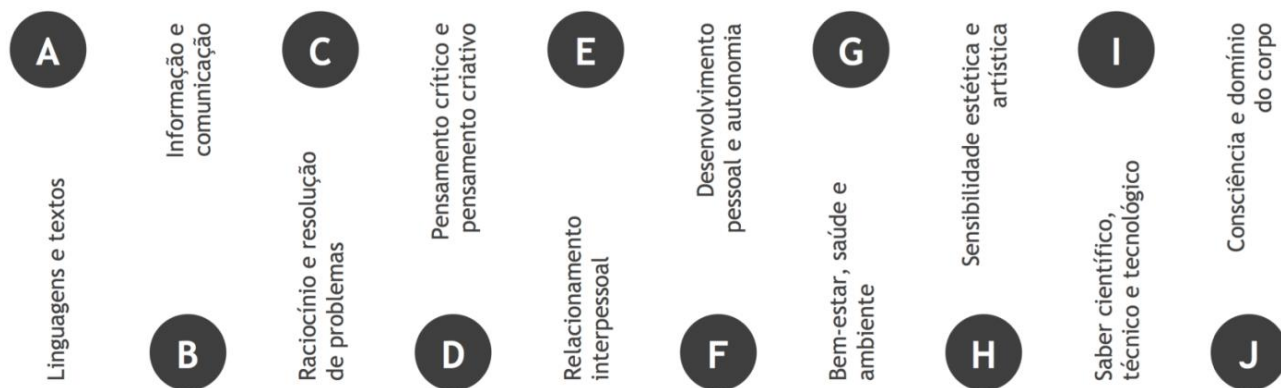 A
Linguagens e textos
B
Informação e
comunicação
C
Raciocínio e resolução
de problemas
D
Pensamento crítico e
pensamento criativo
E
Relacionamento
interpessoal
F
Desenvolvimento
pessoal e autonomia
G
Bem-estar, saúde e
ambiente
H
Sensibilidade estética e
artística
I
Saber científico,
técnico e tecnológico
J
Consciência e domínio
do corpo